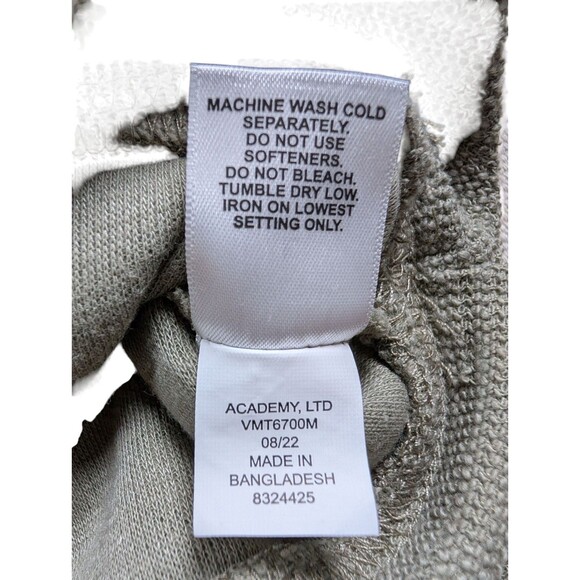 MACHINE WASH COLD
SEPARATELY.
DO NOT USE
SOFTENERS.
DO NOT BLEACH.
TUMBLE DRY LOW.
IRON ON LOWEST
SETTING ONLY.
ACADEMY, LTD
VMT6700M
08/22
MADE IN
BANGLADESH
8324425